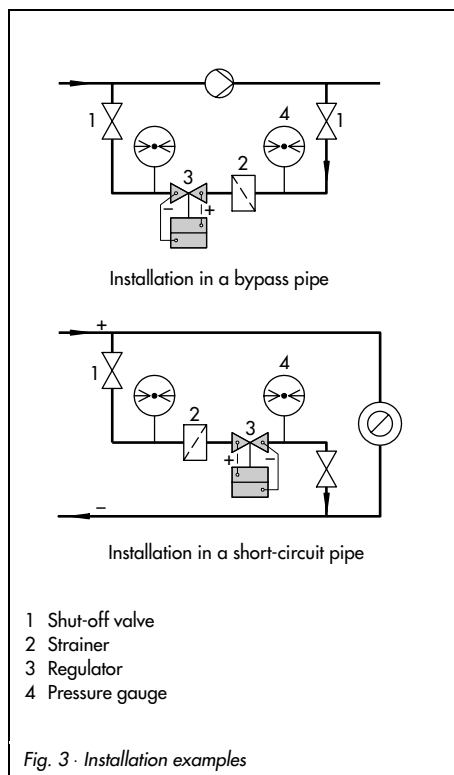 1
4
1
3
2
–
+
Installation in a bypass pipe
+
1
4
2
3
+
–
–
Installation in a short-circuit pipe
1 Shut-off valve
2 Strainer
3 Regulator
4 Pressure gauge
Fig. 3 · Installation examples